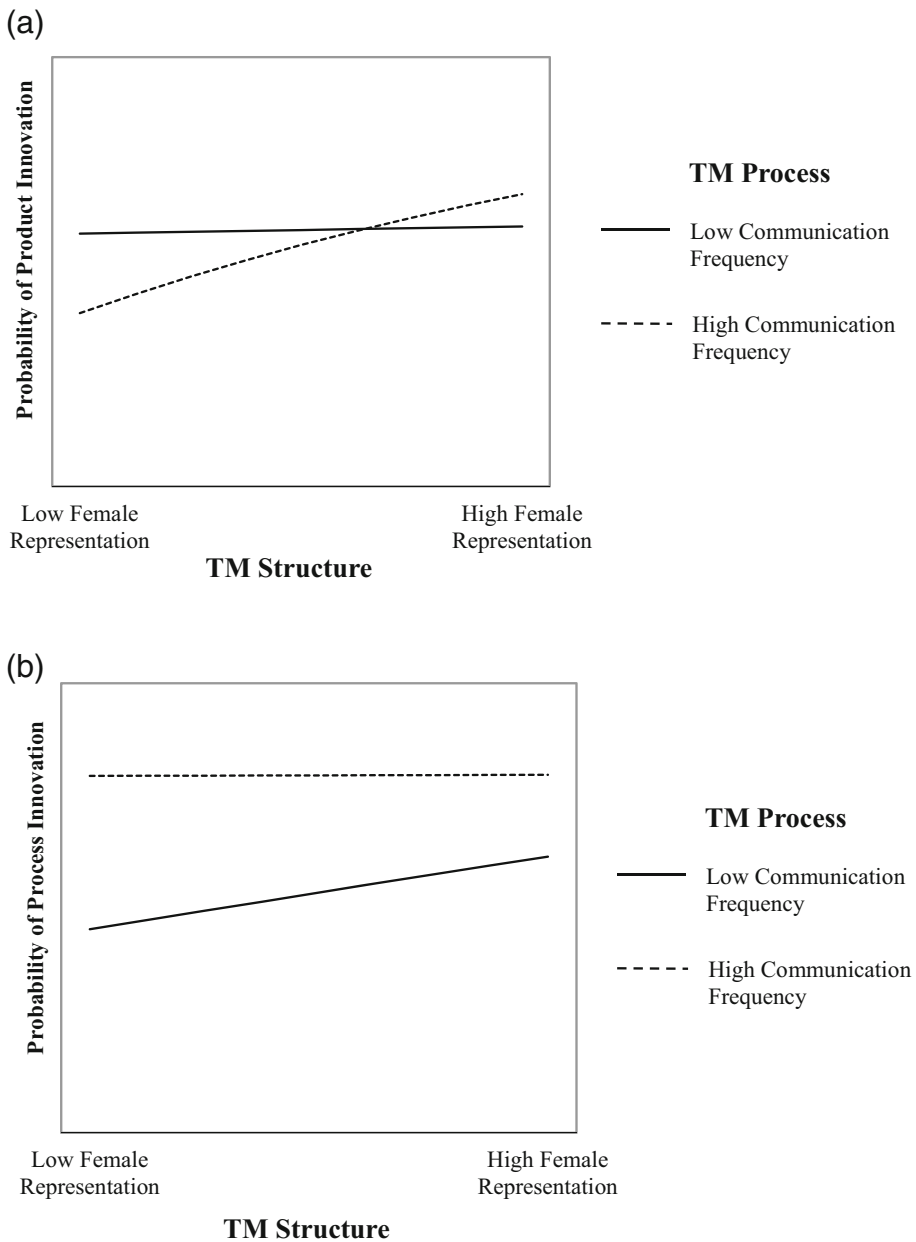 (a)
Probability of Product Innovation
TM Process
Low Communication
Frequency
High Communication
Frequency
Low Female
Representation
High Female
Representation
TM Structure
(b)
Probability of Process Innovation
TM Process
Low Communication
Frequency
High Communication
Frequency
Low Female
Representation
High Female
Representation
TM Structure